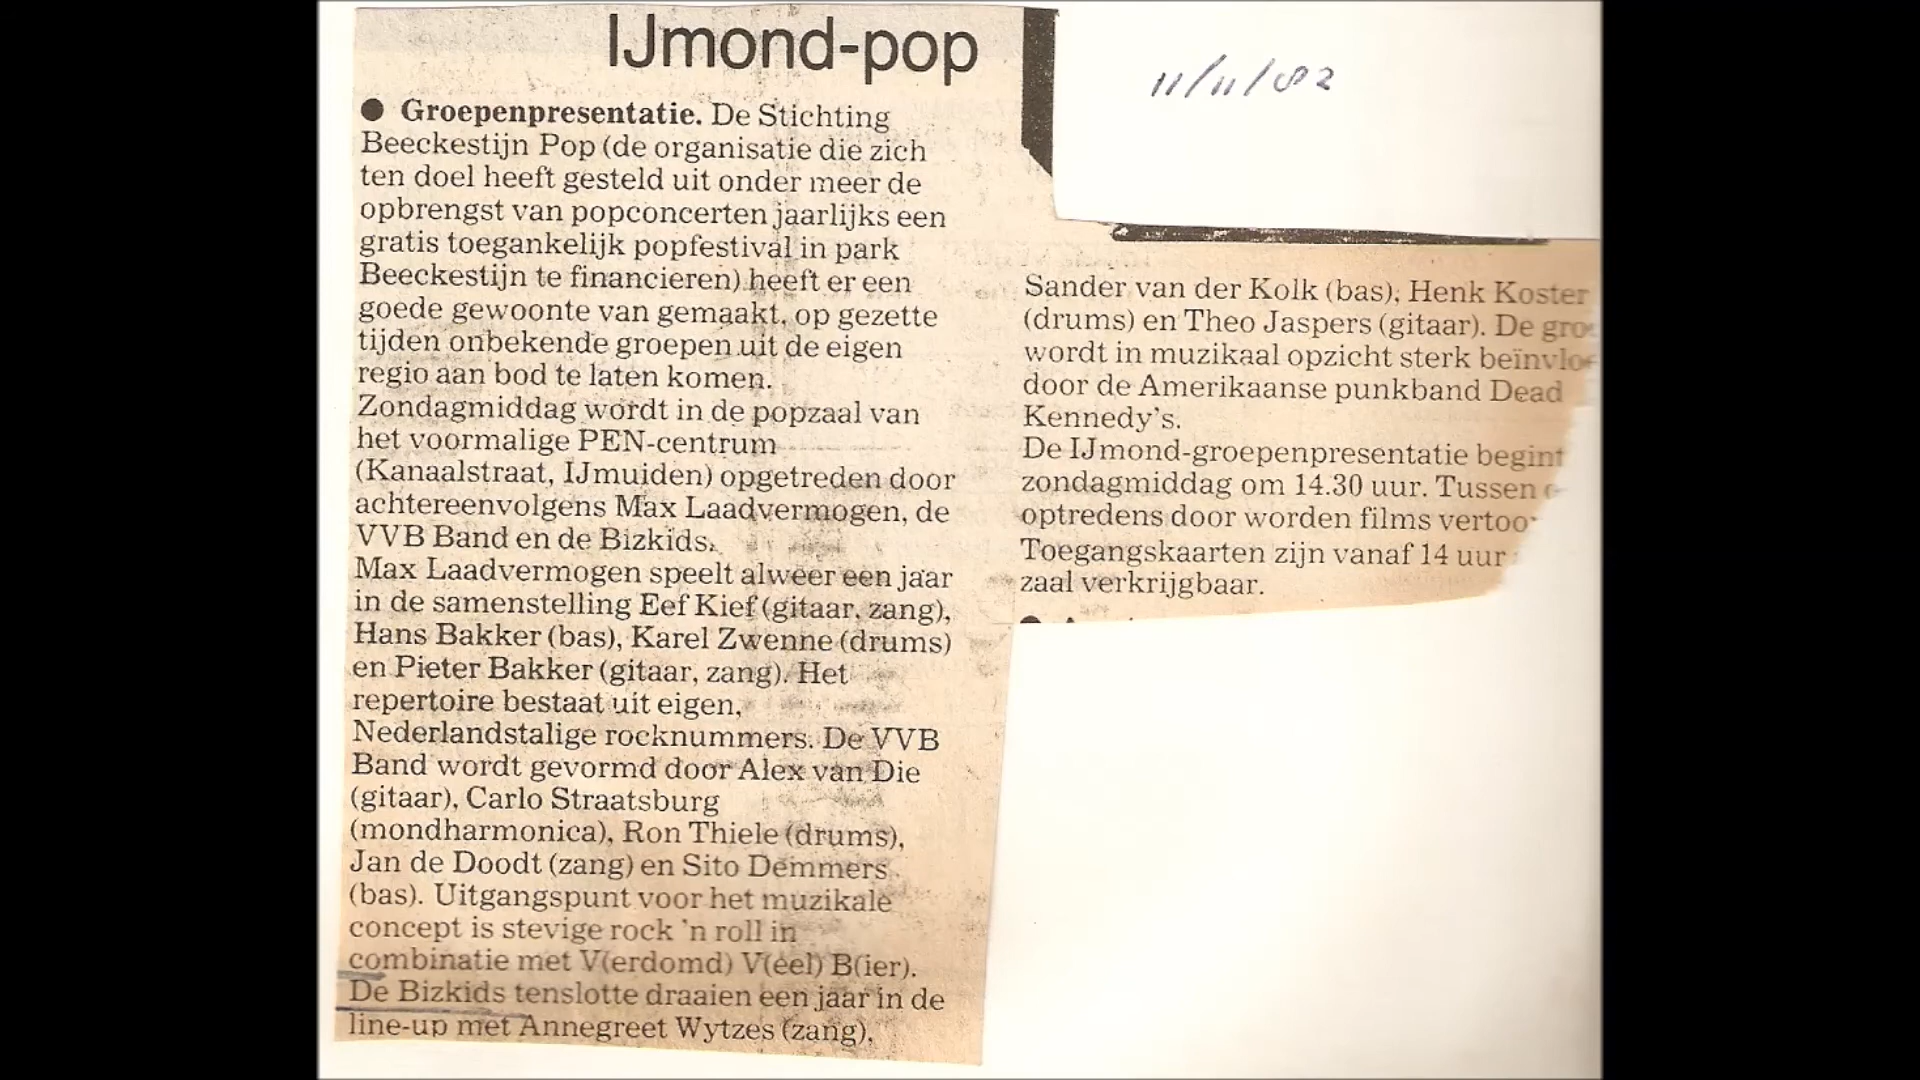 IJmond-pop
11/11/82
● Groepenpresentatie. De Stichting
Beeckestijn Pop (de organisatie die zich
ten doel heeft gesteld uit onder meer de
opbrengst van popconcerten jaarlijks een
gratis toegankelijk popfestival in park
Beeckestijn te financieren) heeft er een
goede gewoonte van gemaakt, op gezette
tijden onbekende groepen uit de eigen
regio aan bod te laten komen.
Zondagmiddag wordt in de popzaal van
het voormalige PEN-centrum
(Kanaalstraat, IJmuiden) opgetreden door
achtereenvolgens Max Laadvermogen, de
VVB Band en de Bizkids.
Max Laadvermogen speelt alweer een jaar
in de samenstelling Eef Kief (gitaar, zang),
Hans Bakker (bas), Karel Zwenne (drums)
en Pieter Bakker (gitaar, zang). Het
repertoire bestaat uit eigen,
Nederlandstalige rocknummers. De VVB
Band wordt gevormd door Alex van Die
(gitaar), Carlo Straatsburg
(mondharmonica), Ron Thiele (drums),
Jan de Doodt (zang) en Sito Demmers
(bas). Uitgangspunt voor het muzikale
concept is stevige rock 'n roll in
combinatie met V(erdomd) V(eel) B(ier).
De Bizkids tenslotte draaien een jaar in de
line-up met Annegreet Wytzes (zang),
Sander van der Kolk (bas), Henk Koster
(drums) en Theo Jaspers (gitaar). De
wordt in muzikaal opzicht sterk
door de Amerikaanse punkband Dead
Kennedy's.
De IJmond-groepenpresentatie begint
zondagmiddag om 14.30 uur. Tussen
optredens door worden films
Toegangskaarten zijn vanaf 14 uur
zaal verkrijgbaar.